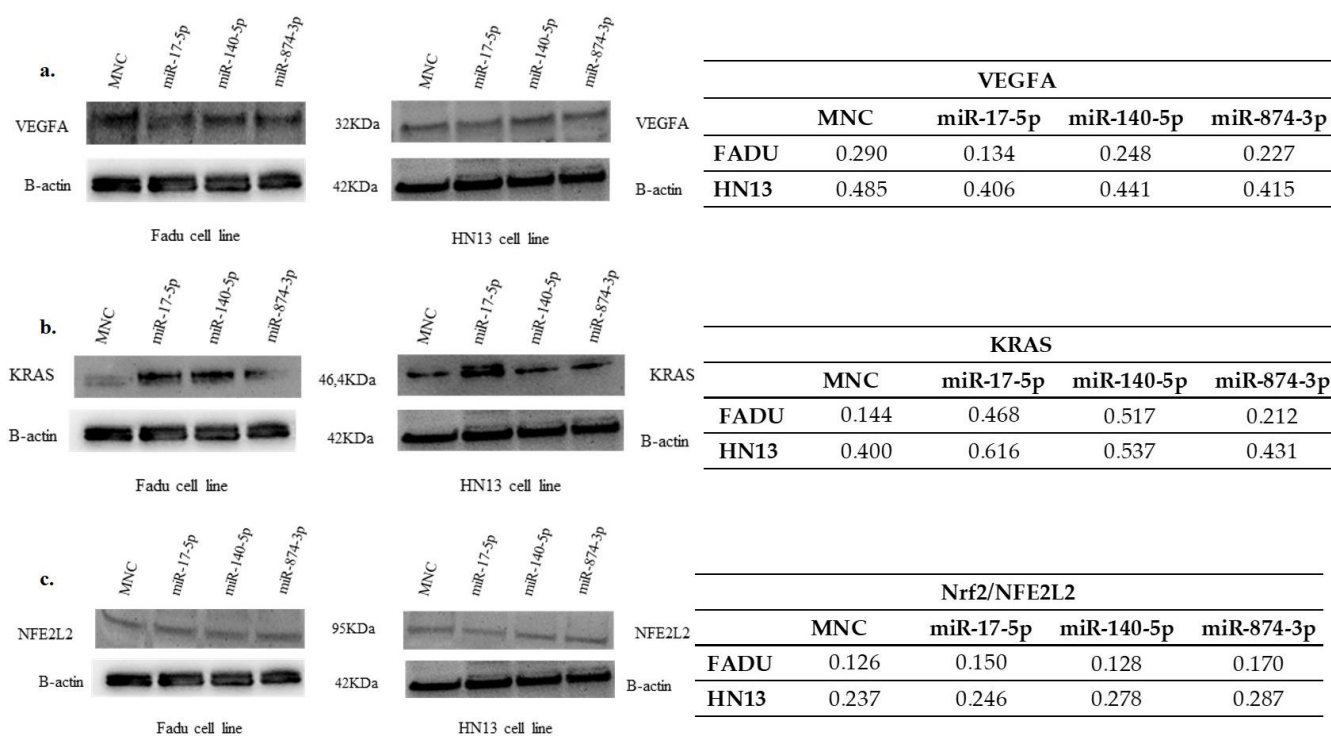 a.
MNC miR-17-5p miR-140-5p miR-874-3p
MNC miR-17-5p miR-140-5p miR-874-3p
VEGFA 32KDa VEGFA
B-actin 42KDa B-actin
Fadu cell line HN13 cell line
VEGFA
MNC miR-17-5p miR-140-5p miR-874-3p
FADU 0.290 0.134 0.248 0.227
HN13 0.485 0.406 0.441 0.415
b.
MNC miR-17-5p miR-140-5p miR-874-3p
MNC miR-17-5p miR-140-5p miR-874-3p
KRAS 46,4KDa KRAS
B-actin 42KDa B-actin
Fadu cell line HN13 cell line
KRAS
MNC miR-17-5p miR-140-5p miR-874-3p
FADU 0.144 0.468 0.517 0.212
HN13 0.400 0.616 0.537 0.431
c.
MNC miR-17-5p miR-140-5p miR-874-3p
MNC miR-17-5p miR-140-5p miR-874-3p
NFE2L2 95KDa NFE2L2
B-actin 42KDa B-actin
Fadu cell line HN13 cell line
Nrf2/NFE2L2
MNC miR-17-5p miR-140-5p miR-874-3p
FADU 0.126 0.150 0.128 0.170
HN13 0.237 0.246 0.278 0.287